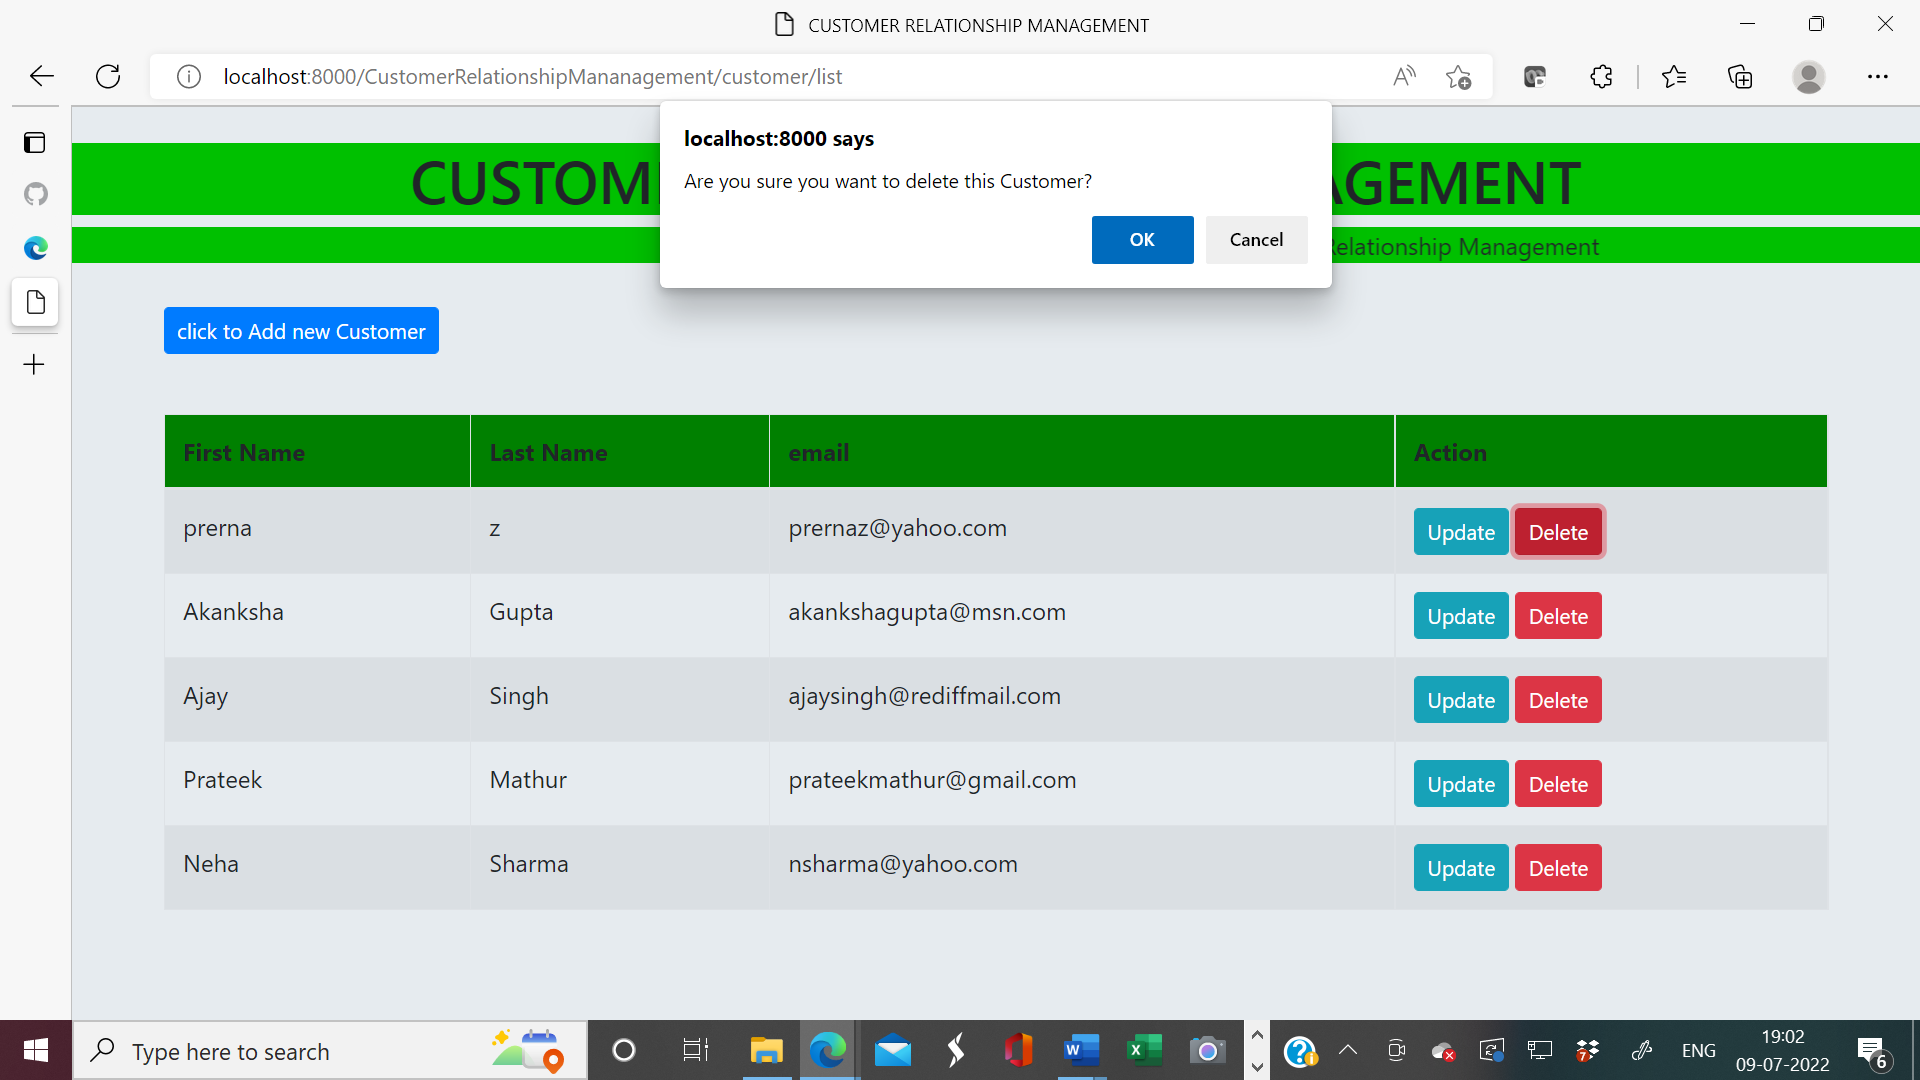 CUSTOMER RELATIONSHIP MANAGEMENT
localhost:8000/CustomerRelationshipMananagement/customer/list
localhost:8000 says
Are you sure you want to delete this Customer?
OK Cancel
CUSTOM AGEMENT
Relationship Management
click to Add new Customer
First Name Last Name email Action
prerna z prernaz@yahoo.com Update Delete
Akanksha Gupta akankshagupta@msn.com Update Delete
Ajay Singh ajaysingh@rediffmail.com Update Delete
Prateek Mathur prateekmathur@gmail.com Update Delete
Neha Sharma nsharma@yahoo.com Update Delete
Type here to search
ENG
19:02
09-07-2022
6